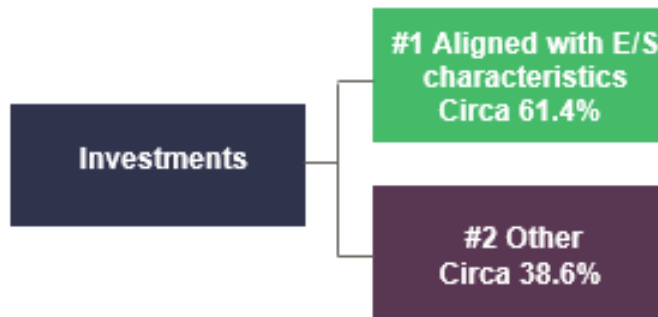 #1 Aligned with E/S
characteristics
Circa 61.4%
Investments
#2 Other
Circa 38.6%